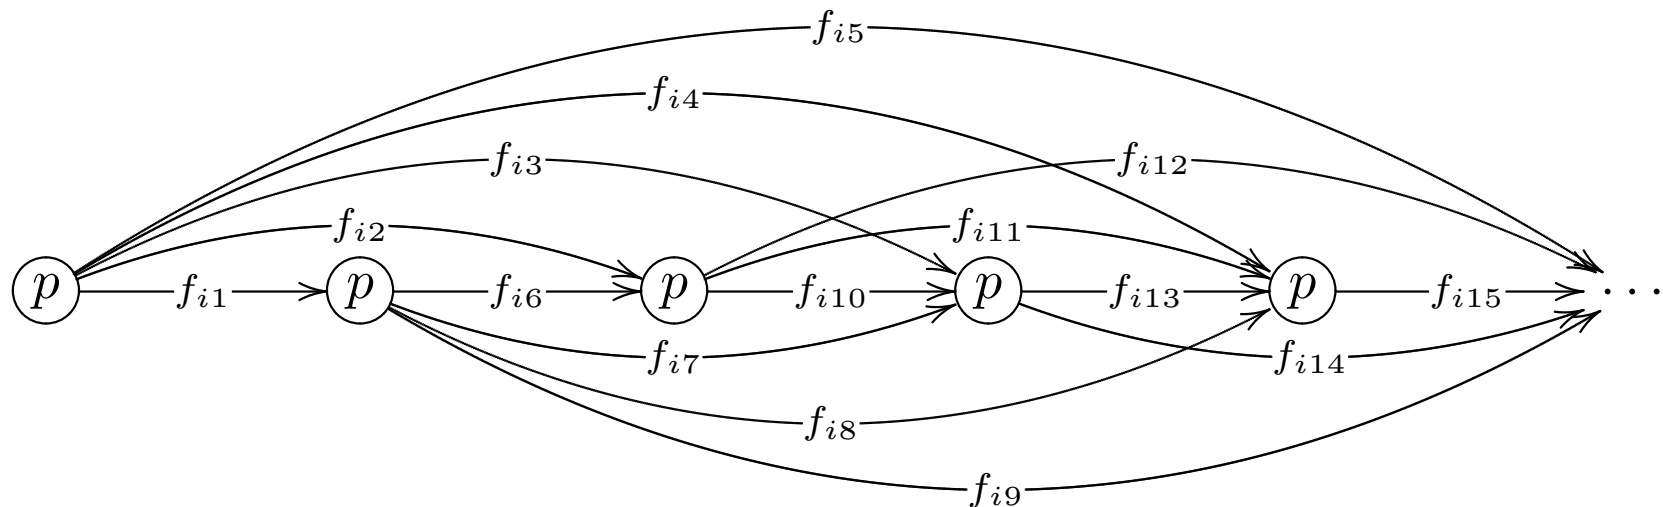 f_{i5}
f_{i4}
f_{i3} f_{i12}
f_{i2} f_{i11}
p f_{i1} p f_{i6} p f_{i10} p f_{i13} p f_{i15} ⋯
f_{i7} f_{i14}
f_{i8}
f_{i9}